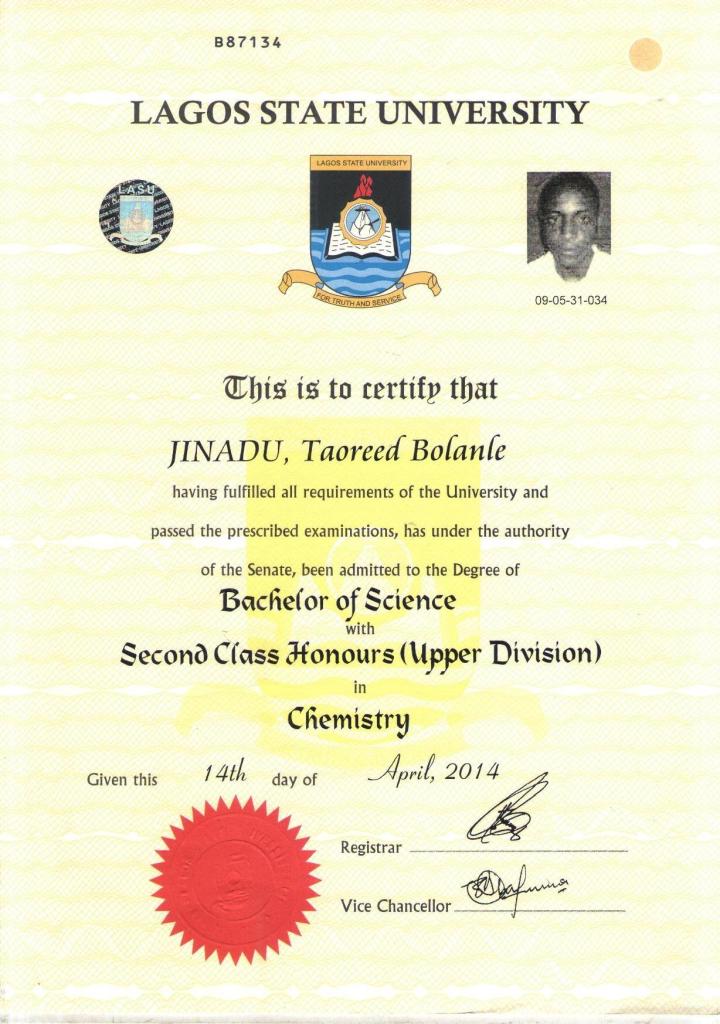 B87134
LAGOS STATE UNIVERSITY
LASU
LAGOS STATE UNIVERSITY
FOR TRUTH AND SERVICE
09-05-31-034
This is to certify that
JINADU, Taoreed Bolanle
having fulfilled all requirements of the University and
passed the prescribed examinations, has under the authority
of the Senate, been admitted to the Degree of
Bachelor of Science
with
Second Class Honours (Upper Division)
in
Chemistry
Given this 14th day of April, 2014
Registrar
Vice Chancellor